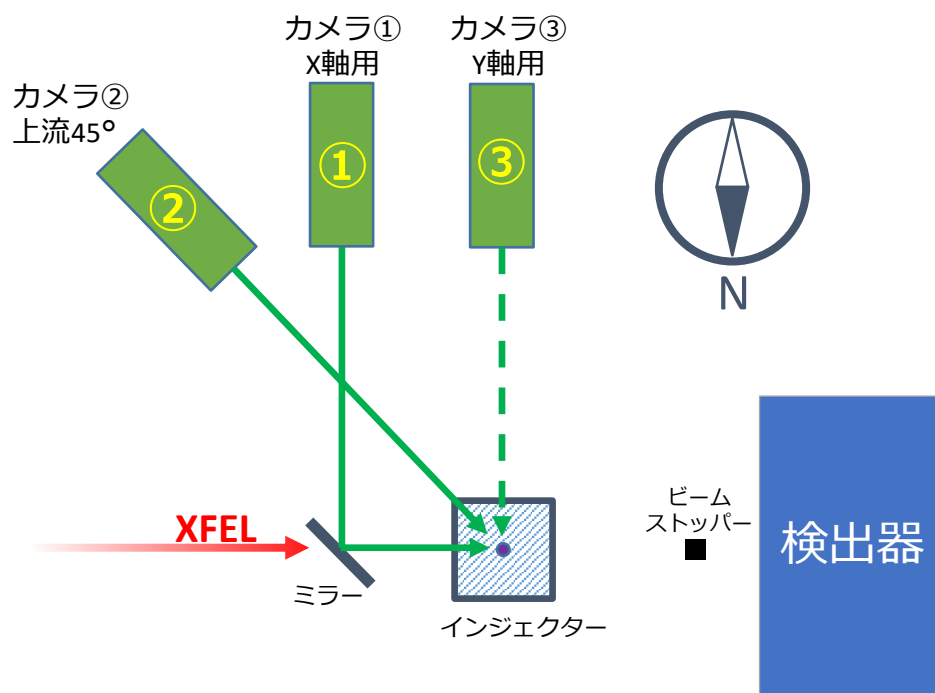 カメラ①
X軸用
カメラ③
Y軸用
カメラ②
上流45°
①
③
②
N
XFEL
ミラー
インジェクター
ビーム
ストッパー
検出器